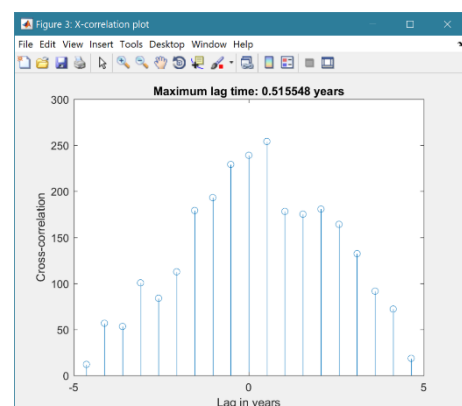 Figure 3: X-correlation plot
File Edit View Insert Tools Desktop Window Help
Maximum lag time: 0.515548 years
300
250
200
150
100
50
0
Cross-correlation
-5 0 5
Lag in years